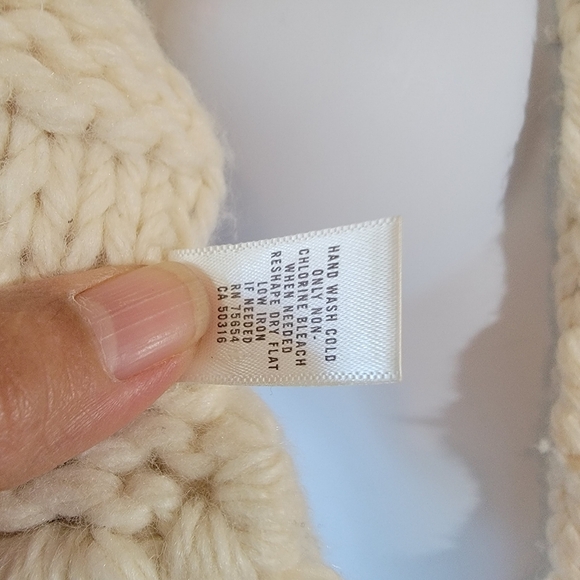 HAND WASH COLD
ONLY NON-
CHLORINE BLEACH
WHEN NEEDED
RESHAPE DRY FLAT
LOW IRON
IF NEEDED
RN 75654
CA 50316